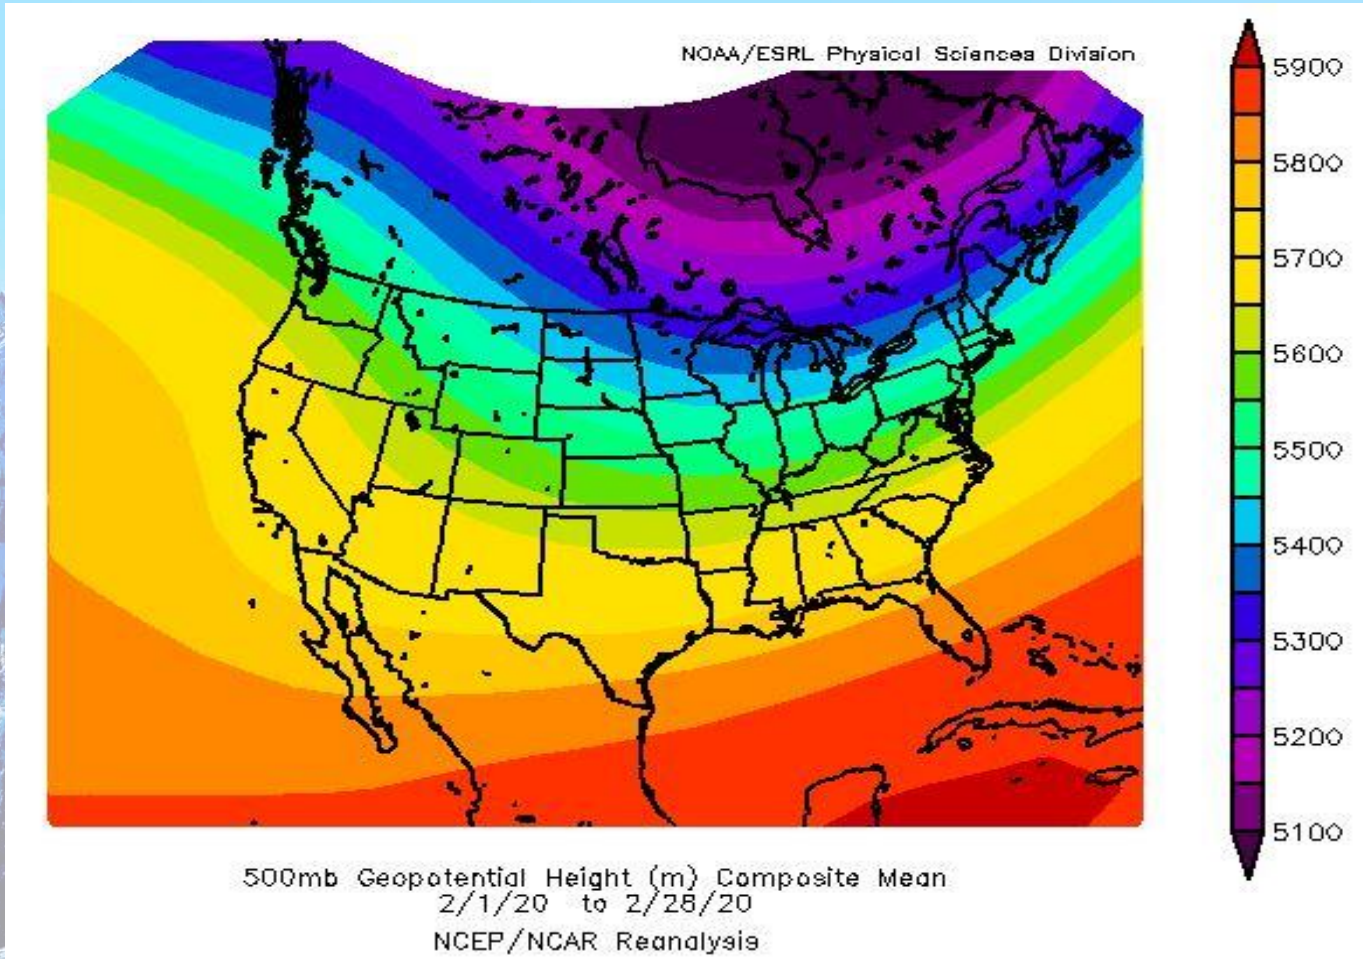 NOAA/ESRL Physical Sciences Division
5900
5800
5700
5600
5500
5400
5300
5200
5100
500mb Geopotential Height (m) Composite Mean
2/1/20 to 2/28/20
NCEP/NCAR Reanalysis